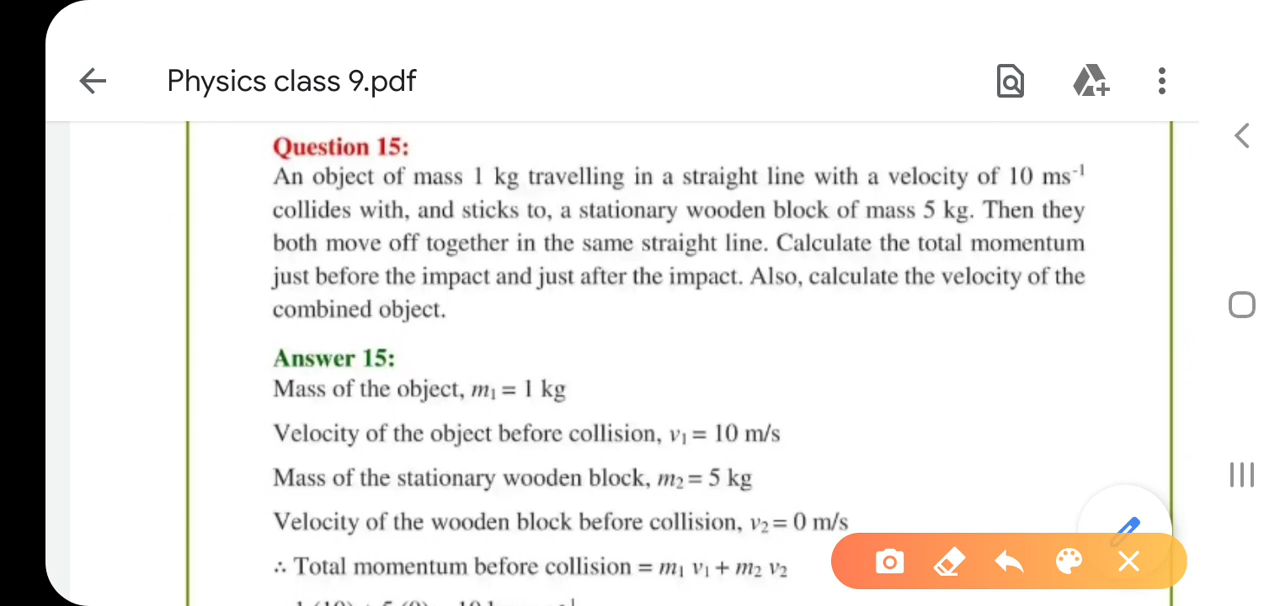 Physics class 9.pdf
Question 15:
An object of mass 1 kg travelling in a straight line with a velocity of 10 ms⁻¹
collides with, and sticks to, a stationary wooden block of mass 5 kg. Then they
both move off together in the same straight line. Calculate the total momentum
just before the impact and just after the impact. Also, calculate the velocity of the
combined object.
Answer 15:
Mass of the object, m₁ = 1 kg
Velocity of the object before collision, v₁ = 10 m/s
Mass of the stationary wooden block, m₂ = 5 kg
Velocity of the wooden block before collision, v₂ = 0 m/s
∴ Total momentum before collision = m₁ v₁ + m₂ v₂